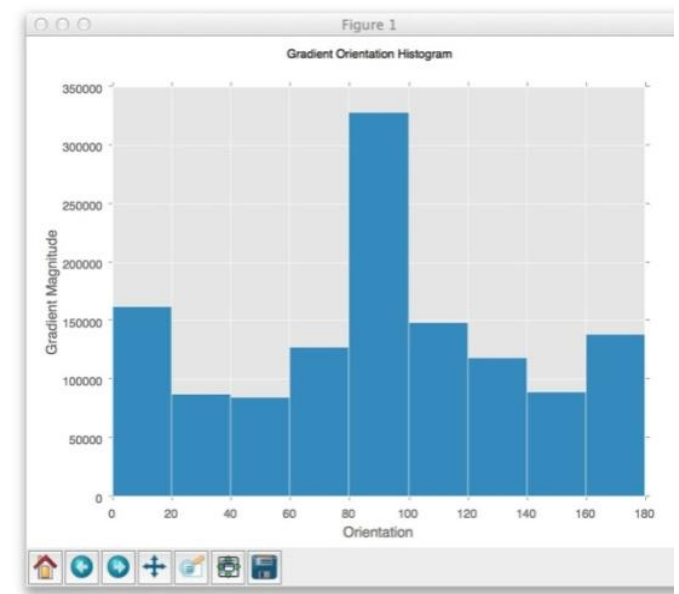 Figure 1
Gradient Orientation Histogram
350000
300000
250000
200000
150000
100000
50000
0
Gradient Magnitude
0 20 40 60 80 100 120 140 160 180
Orientation